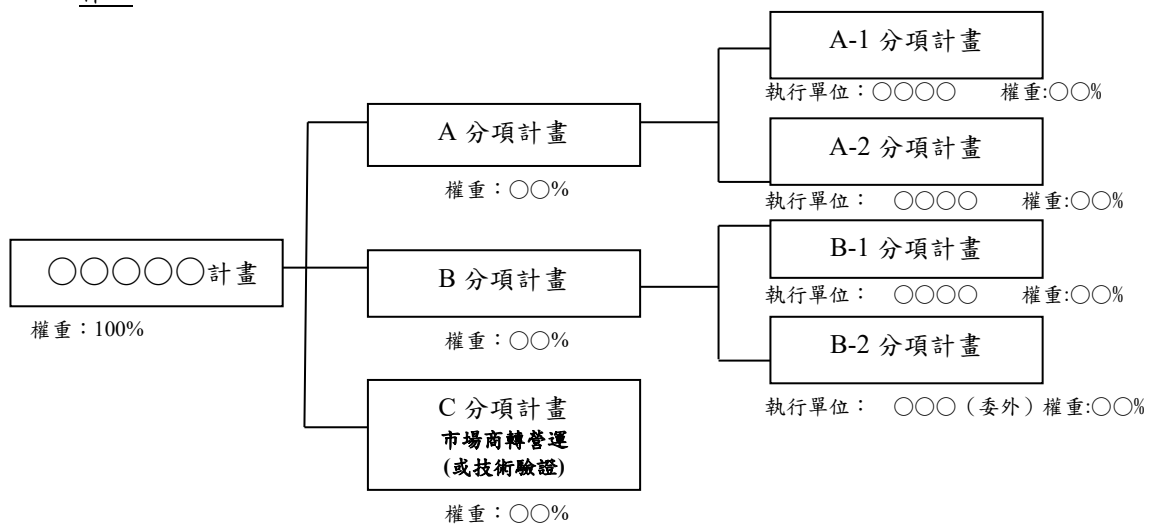 ○○○○○計畫
權重：100%
A 分項計畫
權重：○○%
B 分項計畫
權重：○○%
C 分項計畫
市場商轉營運
(或技術驗證)
權重：○○%
A-1 分項計畫
執行單位：○○○○ 權重:○○%
A-2 分項計畫
執行單位： ○○○○ 權重:○○%
B-1 分項計畫
執行單位： ○○○○ 權重:○○%
B-2 分項計畫
執行單位： ○○○（委外）權重:○○%